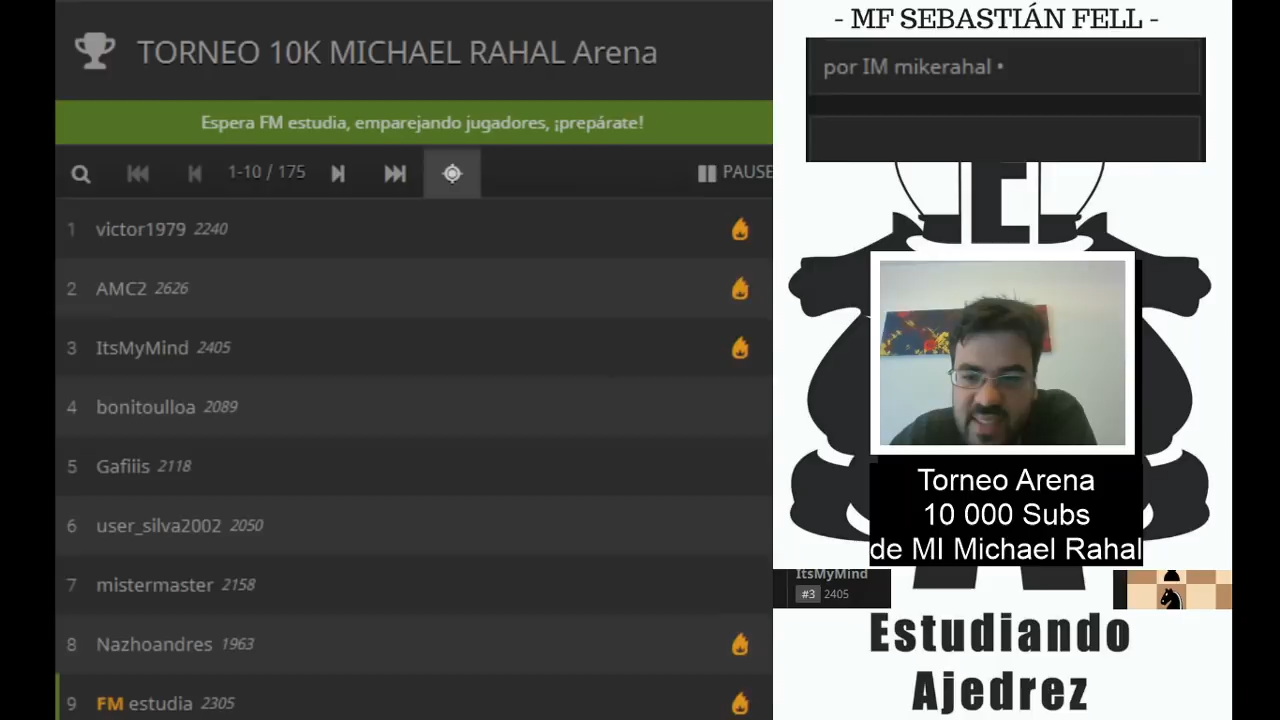 TORNEO 10K MICHAEL RAHAL Arena
Espera FM estudia, emparejando jugadores, ¡prepárate!
1-10 / 175
PAUSE
1 victor1979 2240
2 AMC2 2626
3 ItsMyMind 2405
4 bonitoulloa 2089
5 Gafiiis 2118
6 user_silva2002 2050
7 mistermaster 2158
8 Nazhoandres 1963
9 FM estudia 2305
- MF SEBASTIÁN FELL -
por IM mikerahal •
E
Torneo Arena
10 000 Subs
de MI Michael Rahal
ItsMyMind
#3 2405
Estudiando
Ajedrez